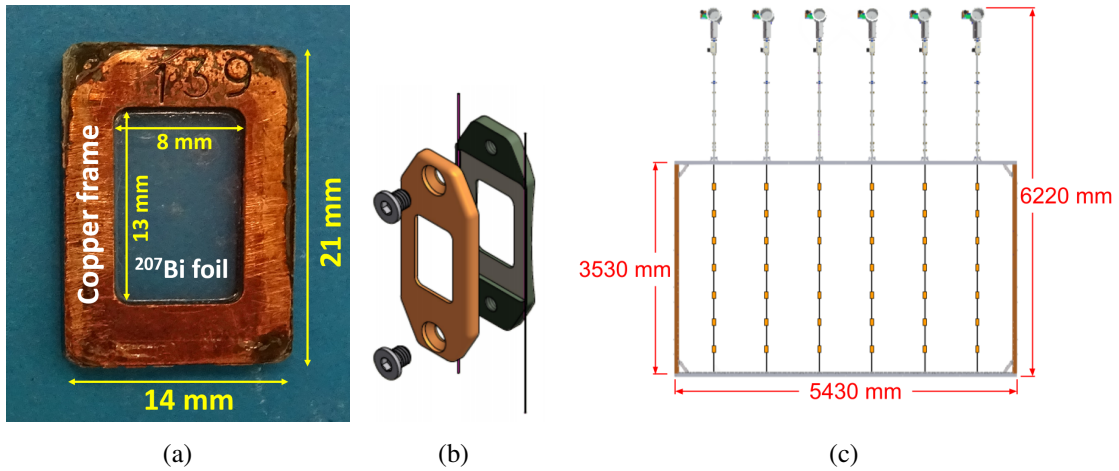 139
8 mm
13 mm
Copper frame
²⁰⁷Bi foil
21 mm
14 mm
3530 mm
6220 mm
5430 mm
(a)
(b)
(c)